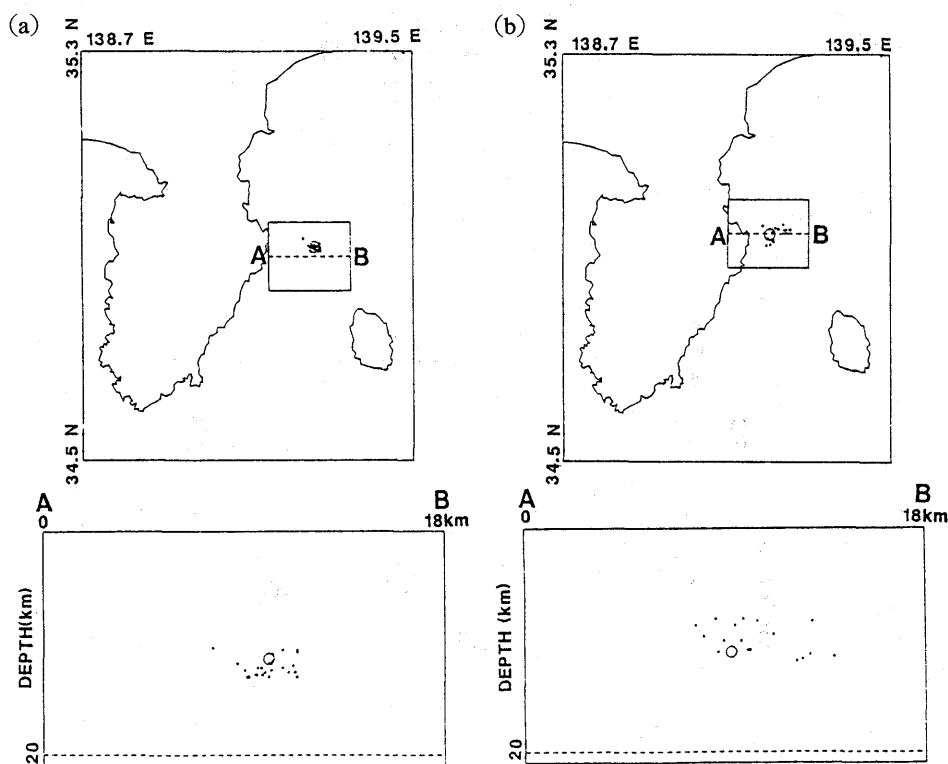 (a)
138.7 E
139.5 E
35.3 N
34.5 N
A
B
A
B
0
18km
DEPTH(km)
20
(b)
138.7 E
139.5 E
35.3 N
34.5 N
A
B
A
B
0
18km
DEPTH (km)
20